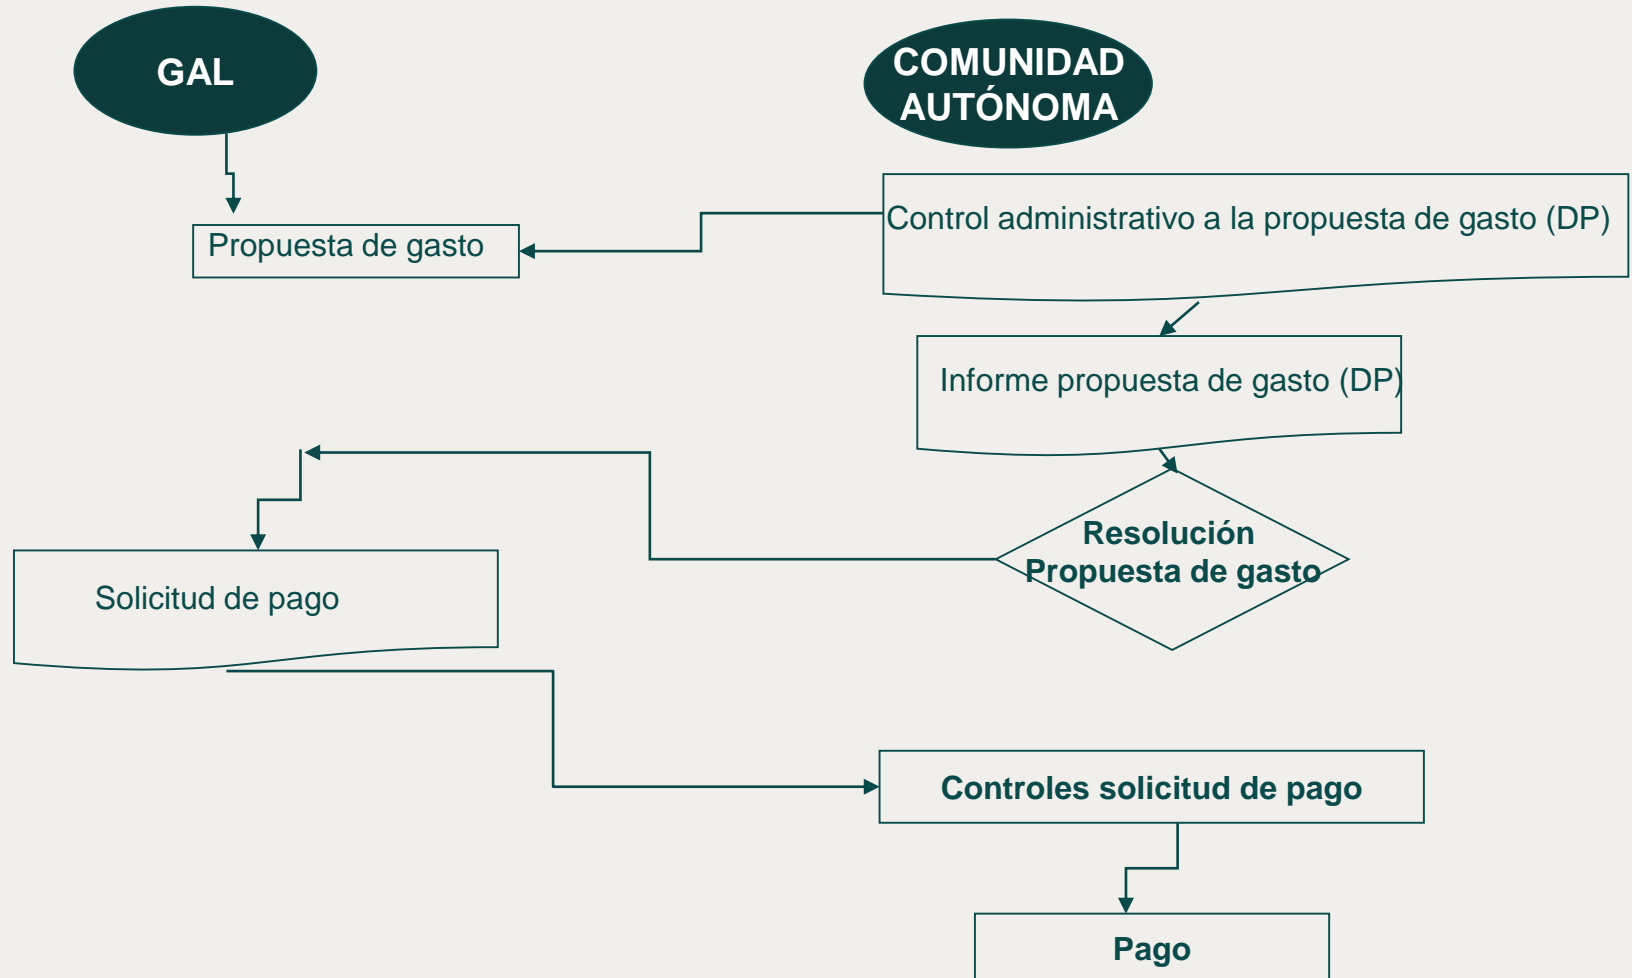 GAL
COMUNIDAD
AUTÓNOMA
Control administrativo a la propuesta de gasto (DP)
Propuesta de gasto
Informe propuesta de gasto (DP)
Resolución
Propuesta de gasto
Solicitud de pago
Controles solicitud de pago
Pago